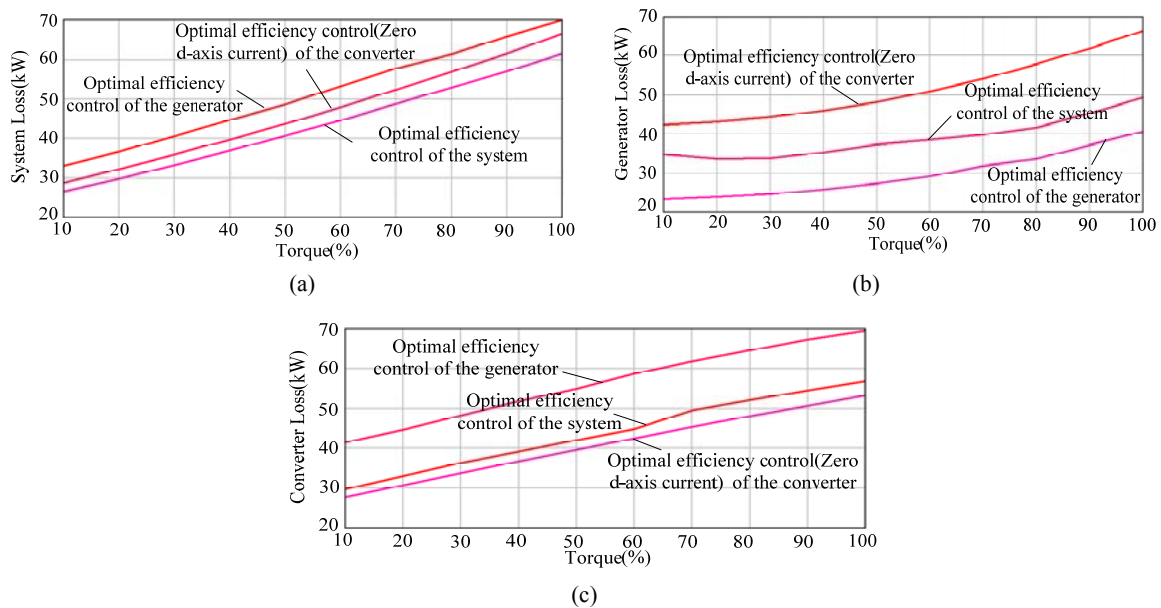 70
60
50
40
30
20
System Loss(kW)
Optimal efficiency control(Zero
d-axis current) of the converter
Optimal efficiency
control of the generator
Optimal efficiency
control of the system
10 20 30 40 50 60 70 80 90 100
Torque(%)
(a)
70
60
50
40
30
20
Generator Loss(kW)
Optimal efficiency control(Zero
d-axis current) of the converter
Optimal efficiency
control of the system
Optimal efficiency
control of the generator
10 20 30 40 50 60 70 80 90 100
Torque(%)
(b)
70
60
50
40
30
20
Converter Loss(kW)
Optimal efficiency
control of the generator
Optimal efficiency
control of the system
Optimal efficiency control(Zero
d-axis current) of the converter
10 20 30 40 50 60 70 80 90 100
Torque(%)
(c)